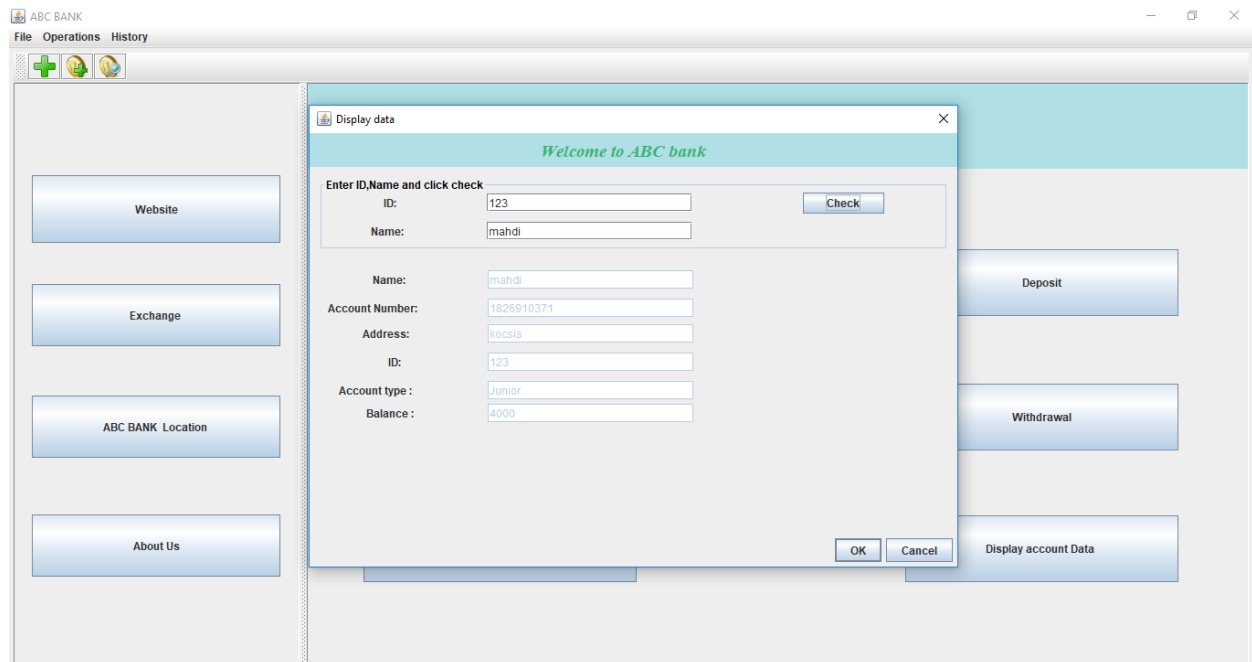 ABC BANK
File Operations History
Website
Exchange
ABC BANK Location
About Us
Display data
Welcome to ABC bank
Enter ID,Name and click check
ID: 123 Check
Name: mahdi
Name: mahdi
Account Number: 1826910371
Address: kocsis
ID: 123
Account type : Junior
Balance : 4000
OK Cancel
Deposit
Withdrawal
Display account Data